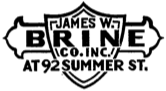 JAMES W.
BRINE
CO. INC.
AT 92 SUMMER ST.